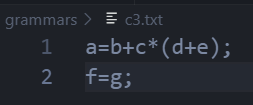 grammars > c3.txt
1 a=b+c*(d+e);
2 f=g;